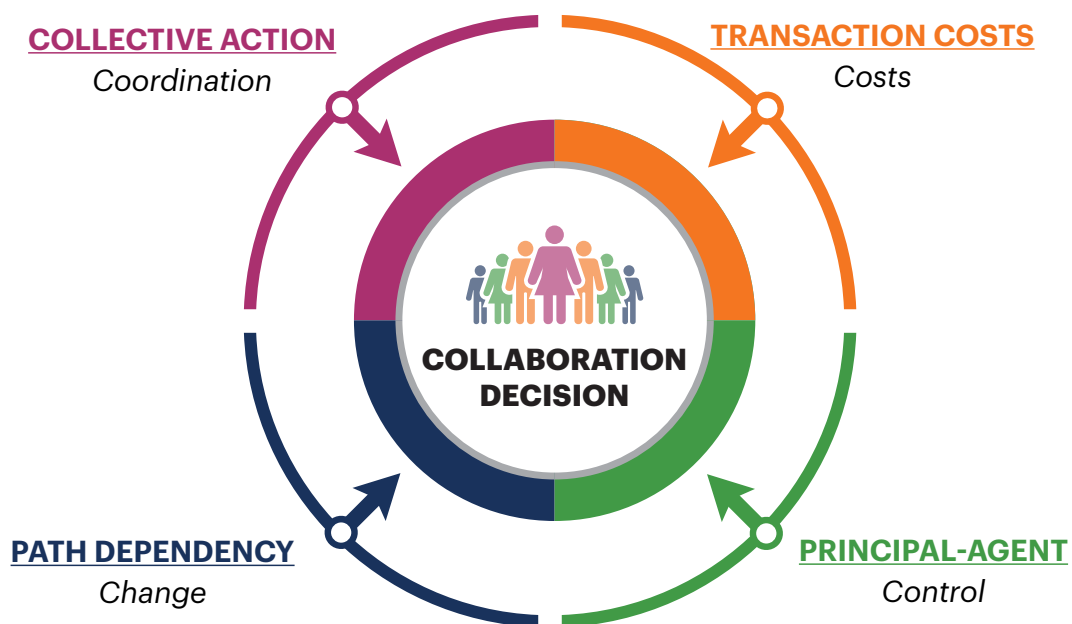 COLLECTIVE ACTION
Coordination
TRANSACTION COSTS
Costs
COLLABORATION
DECISION
PATH DEPENDENCY
Change
PRINCIPAL-AGENT
Control